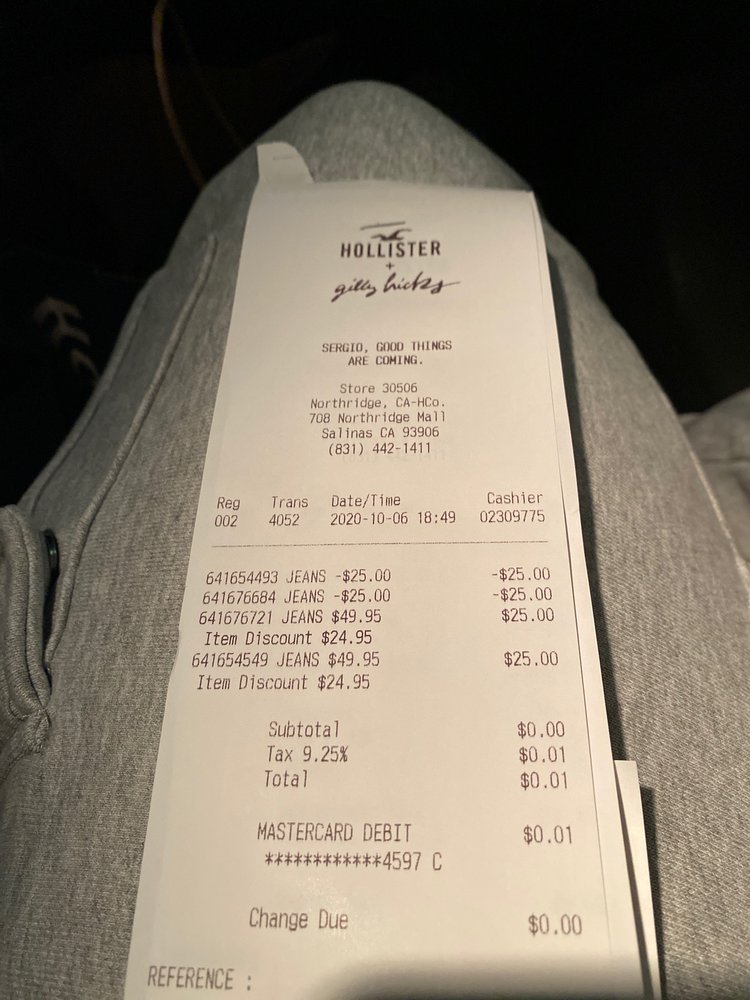 HOLLISTER
+
gilly hicks
SERGIO, GOOD THINGS
ARE COMING.
Store 30506
Northridge, CA-HCo.
708 Northridge Mall
Salinas CA 93906
(831) 442-1411
Reg Trans Date/Time Cashier
002 4052 2020-10-06 18:49 02309775
641654493 JEANS -$25.00 -$25.00
641676684 JEANS -$25.00 -$25.00
641676721 JEANS $49.95 $25.00
Item Discount $24.95
641654549 JEANS $49.95 $25.00
Item Discount $24.95
Subtotal $0.00
Tax 9.25% $0.01
Total $0.01
MASTERCARD DEBIT $0.01
************4597 C
Change Due $0.00
REFERENCE :